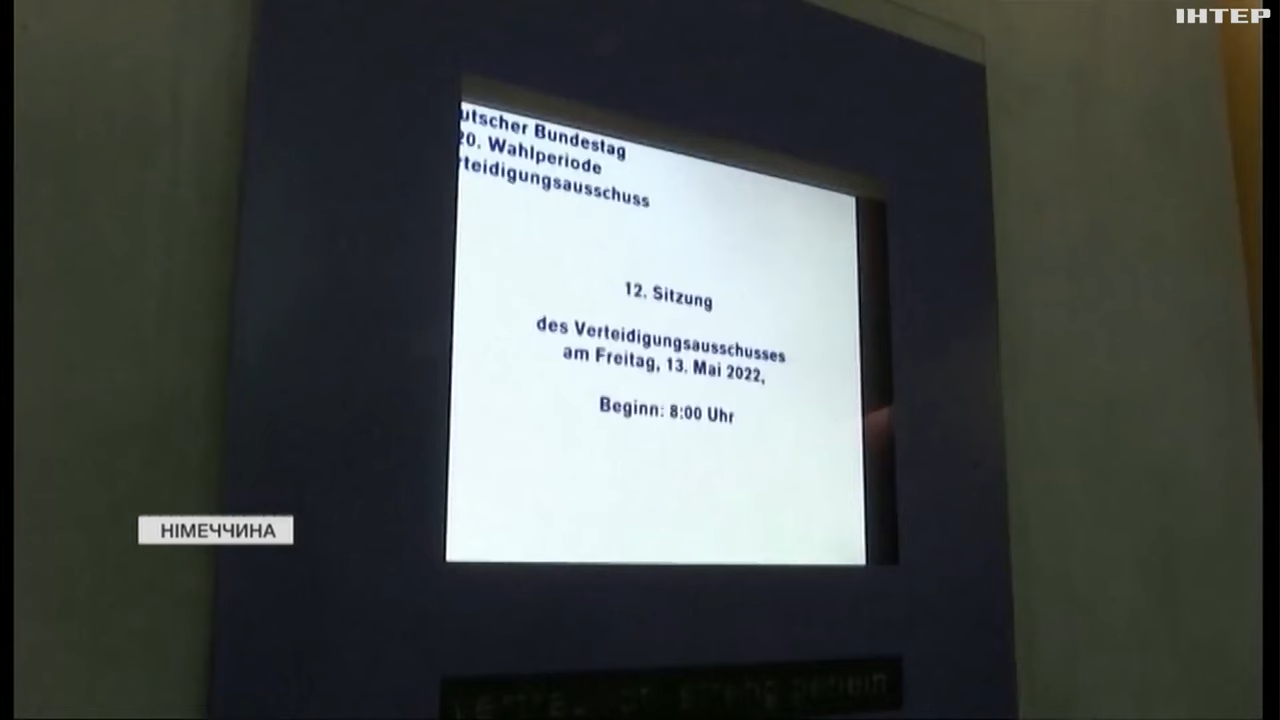 ІНТЕР
utscher Bundestag
20. Wahlperiode
rteidigungsausschuss
12. Sitzung
des Verteidigungsausschusses
am Freitag, 13. Mai 2022,
Beginn: 8:00 Uhr
НІМЕЧЧИНА